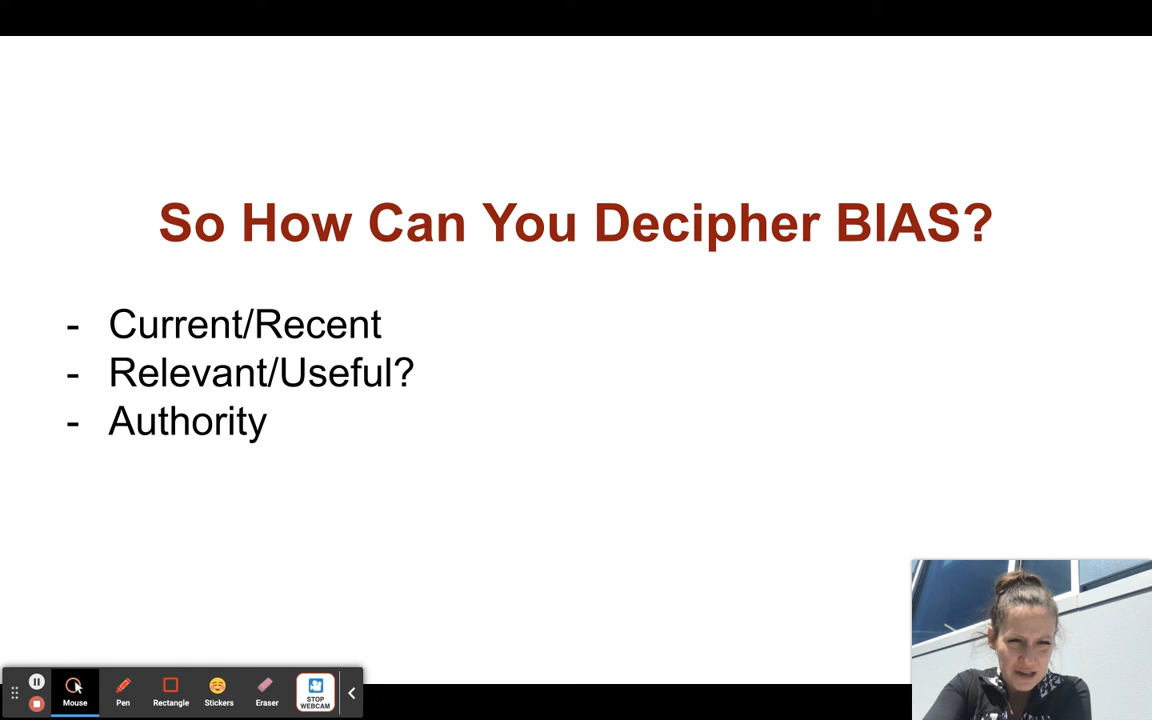 So How Can You Decipher BIAS?
- Current/Recent
- Relevant/Useful?
- Authority
Mouse Pen Rectangle Stickers Eraser STOP WEBCAM